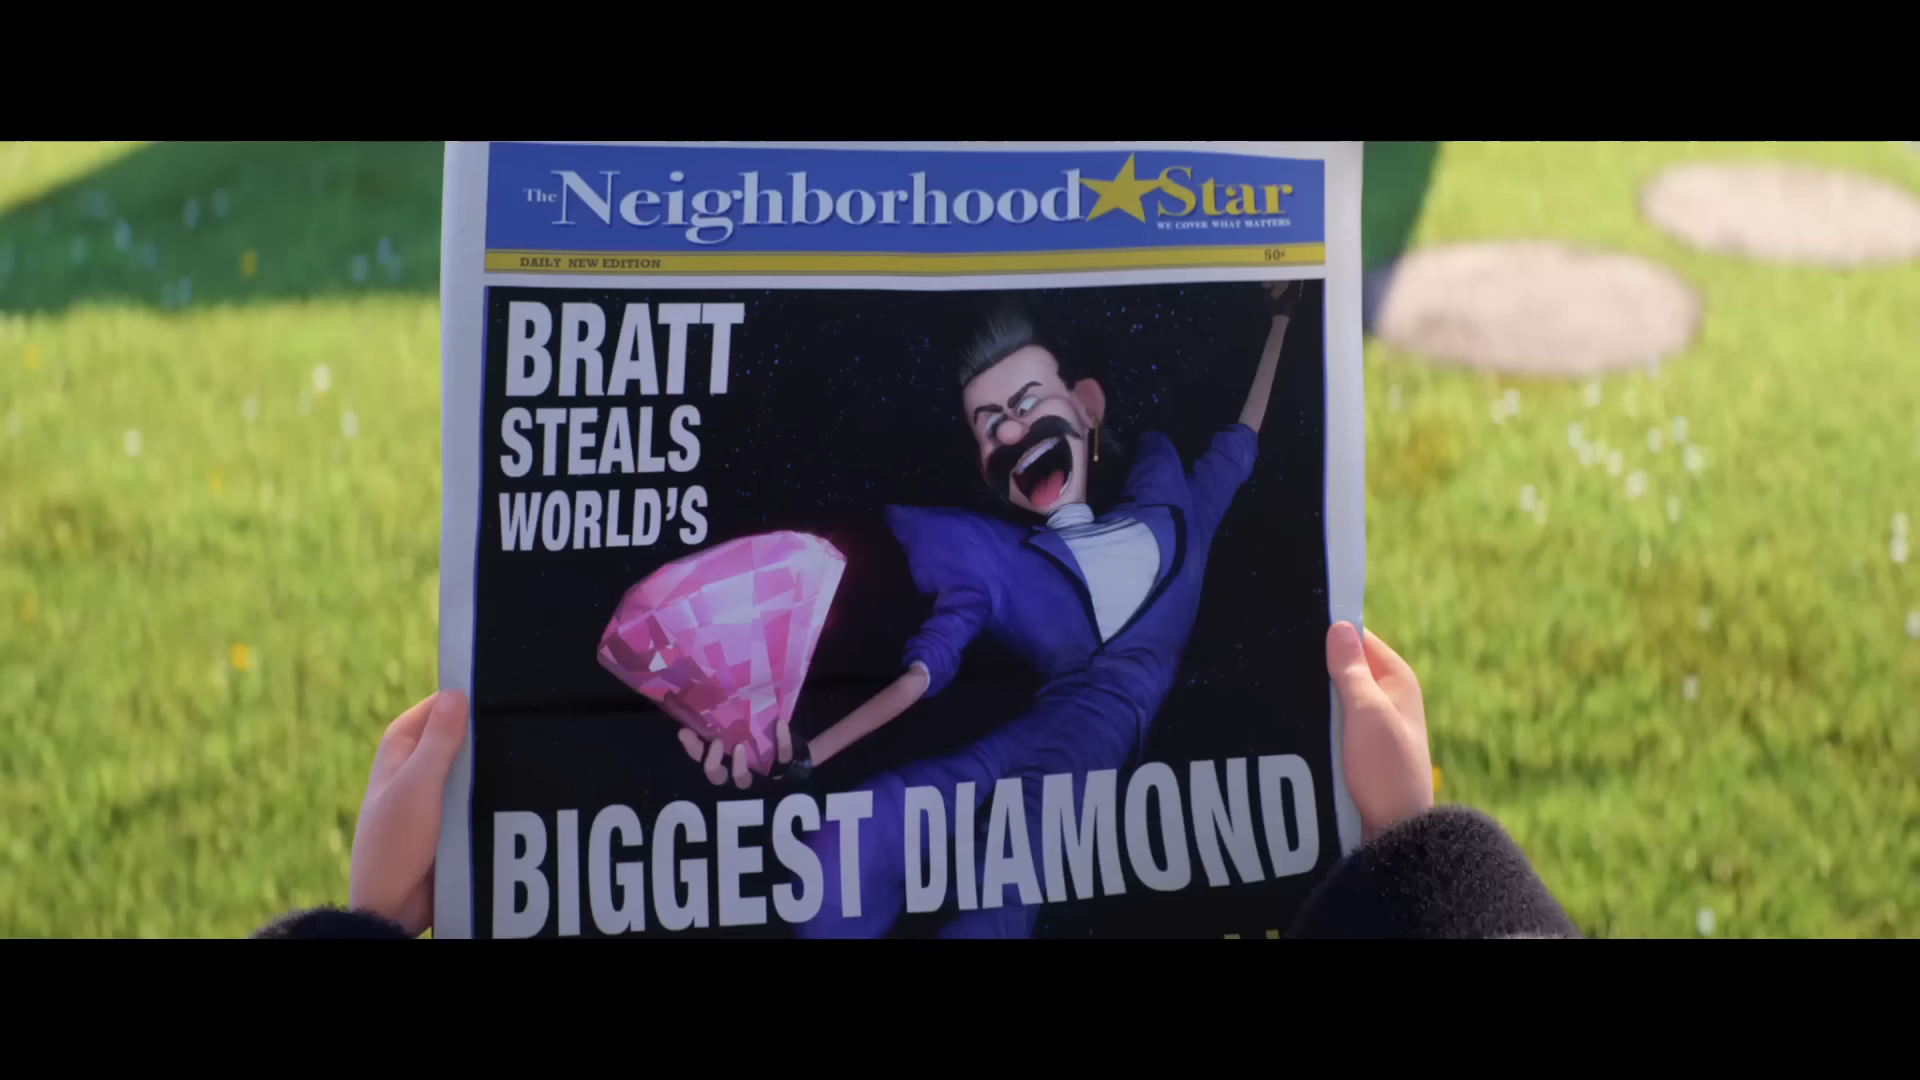 The Neighborhood Star
WE COVER WHAT MATTERS
DAILY NEW EDITION 50¢
BRATT
STEALS
WORLD'S
BIGGEST DIAMOND